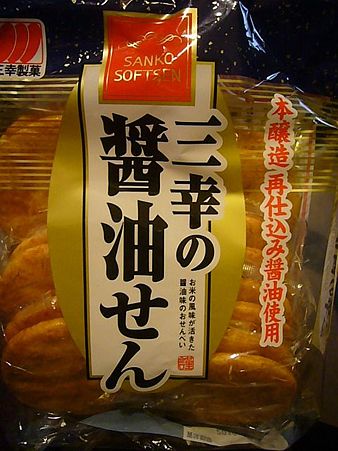 三幸製菓
SANKO
SOFTSEN
本醸造 再仕込み醤油使用
三幸の
醤油せん
お米の風味が活きた
醤油味のおせんべい